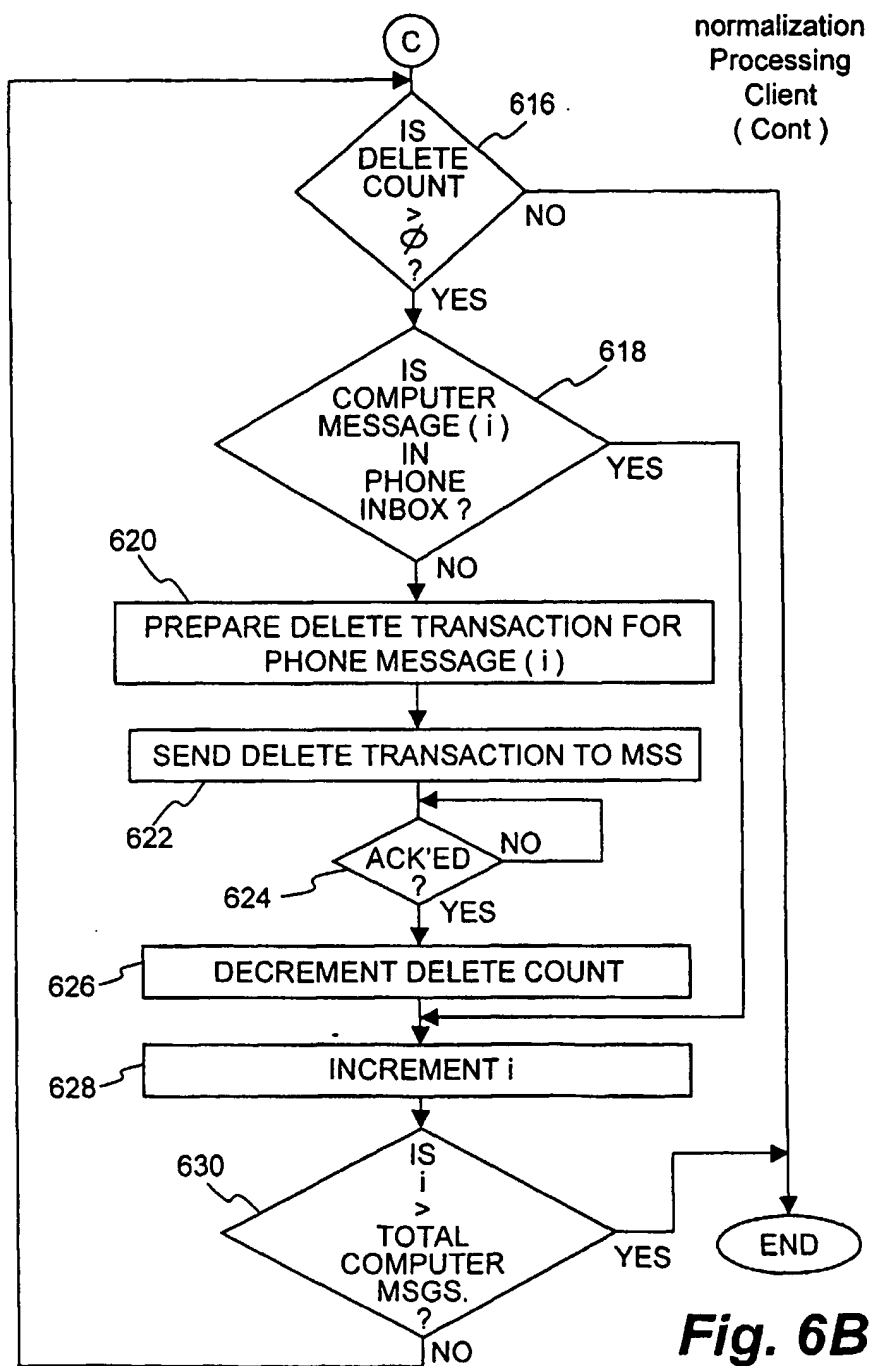 normalization
Processing
Client
( Cont )
C
616
IS
DELETE
COUNT
>
Ø
?
NO
YES
618
IS
COMPUTER
MESSAGE ( i )
IN
PHONE
INBOX ?
YES
NO
620
PREPARE DELETE TRANSACTION FOR
PHONE MESSAGE ( i )
SEND DELETE TRANSACTION TO MSS
622
ACK'ED
?
NO
624
YES
DECREMENT DELETE COUNT
626
INCREMENT i
628
630
IS
i
>
TOTAL
COMPUTER
MSGS.
?
YES
NO
END
Fig. 6B